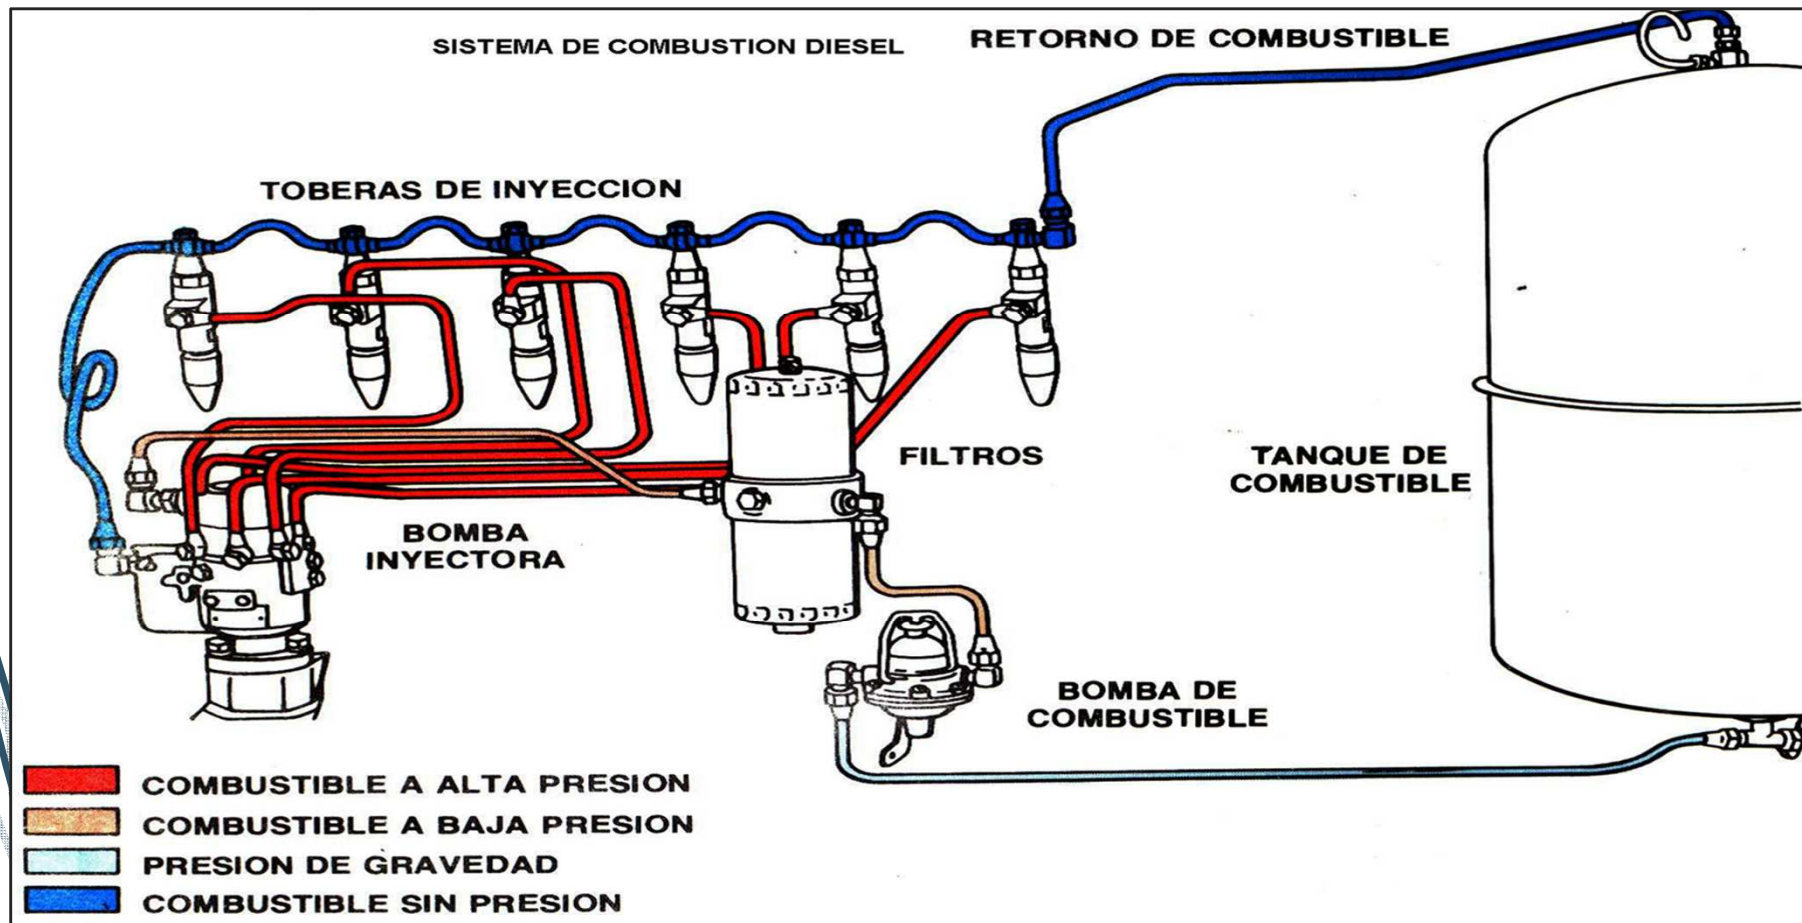 SISTEMA DE COMBUSTION DIESEL
RETORNO DE COMBUSTIBLE
TOBERAS DE INYECCION
FILTROS
TANQUE DE
COMBUSTIBLE
BOMBA
INYECTORA
BOMBA DE
COMBUSTIBLE
COMBUSTIBLE A ALTA PRESION
COMBUSTIBLE A BAJA PRESION
PRESION DE GRAVEDAD
COMBUSTIBLE SIN PRESION